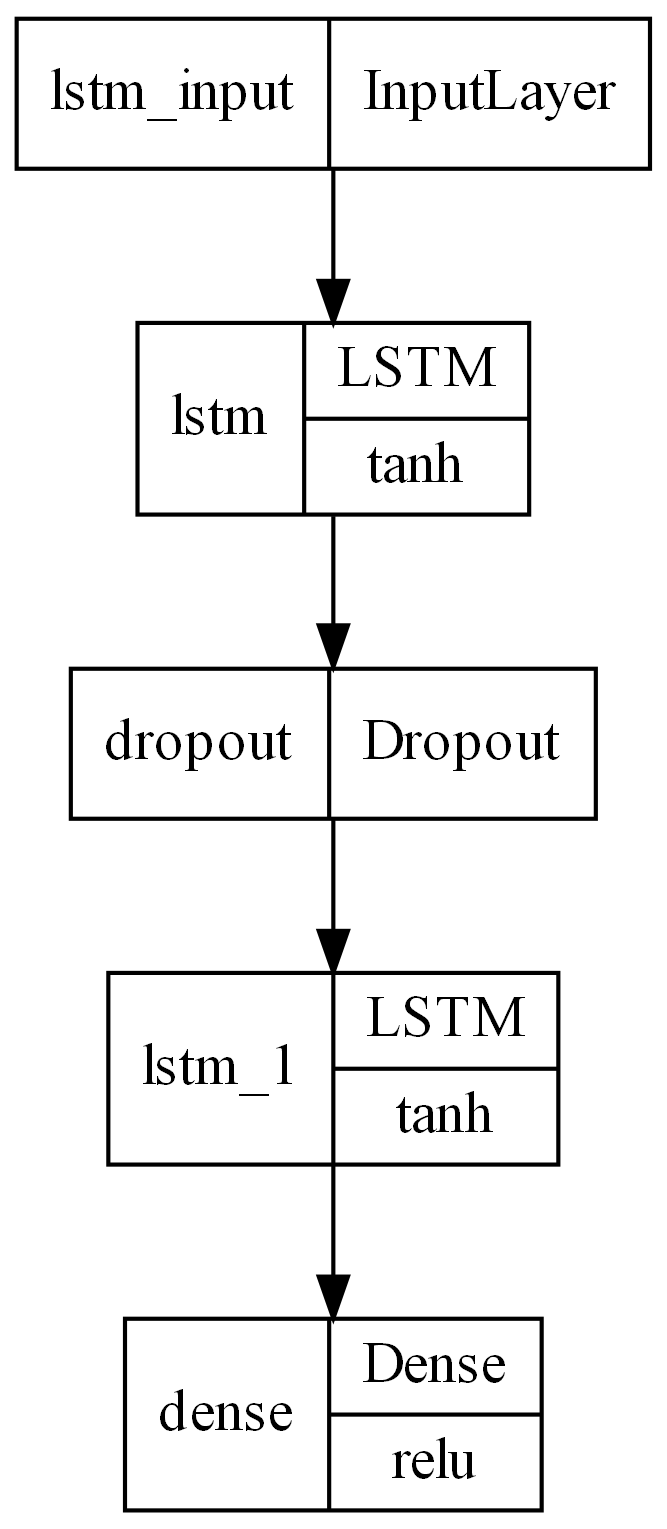 lstm_input InputLayer
lstm LSTM
tanh
dropout Dropout
lstm_1 LSTM
tanh
dense Dense
relu